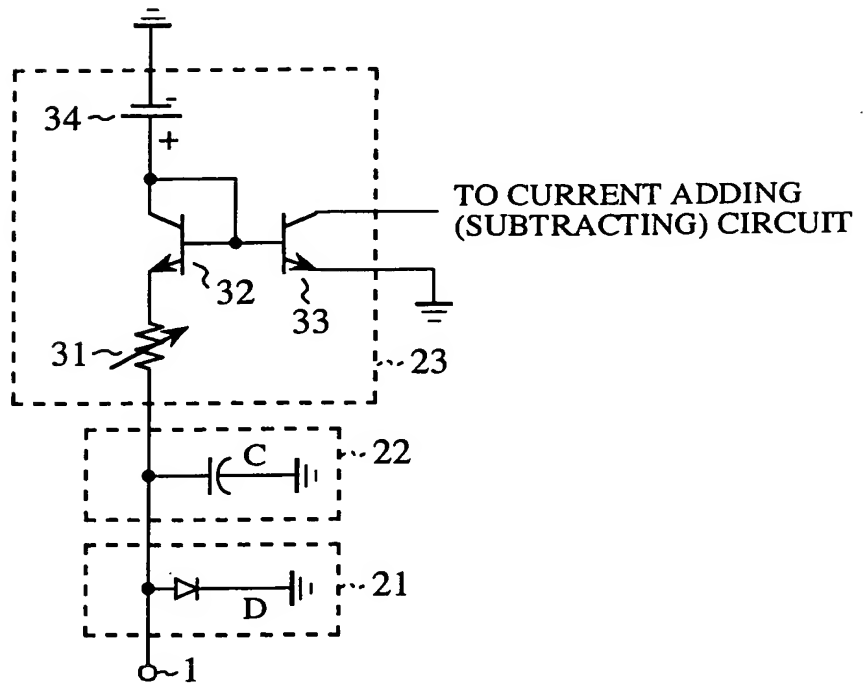 -
34
+
TO CURRENT ADDING
(SUBTRACTING) CIRCUIT
32
33
31
23
C
22
D
21
1